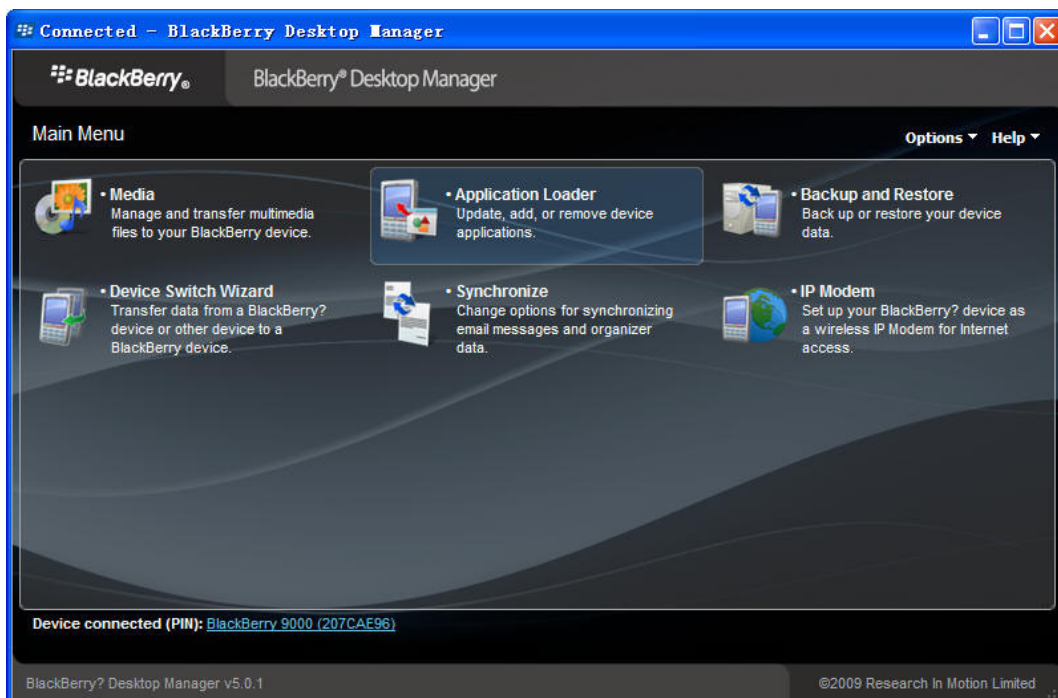 Connected - BlackBerry Desktop Manager
BlackBerry®
BlackBerry® Desktop Manager
Main Menu
Options
Help
• Media
Manage and transfer multimedia
files to your BlackBerry device.
• Application Loader
Update, add, or remove device
applications.
• Backup and Restore
Back up or restore your device
data.
• Device Switch Wizard
Transfer data from a BlackBerry?
device or other device to a
BlackBerry device.
• Synchronize
Change options for synchronizing
email messages and organizer
data.
• IP Modem
Set up your BlackBerry? device as
a wireless IP Modem for Internet
access.
Device connected (PIN): BlackBerry 9000 (207CAE96)
BlackBerry? Desktop Manager v5.0.1
©2009 Research In Motion Limited